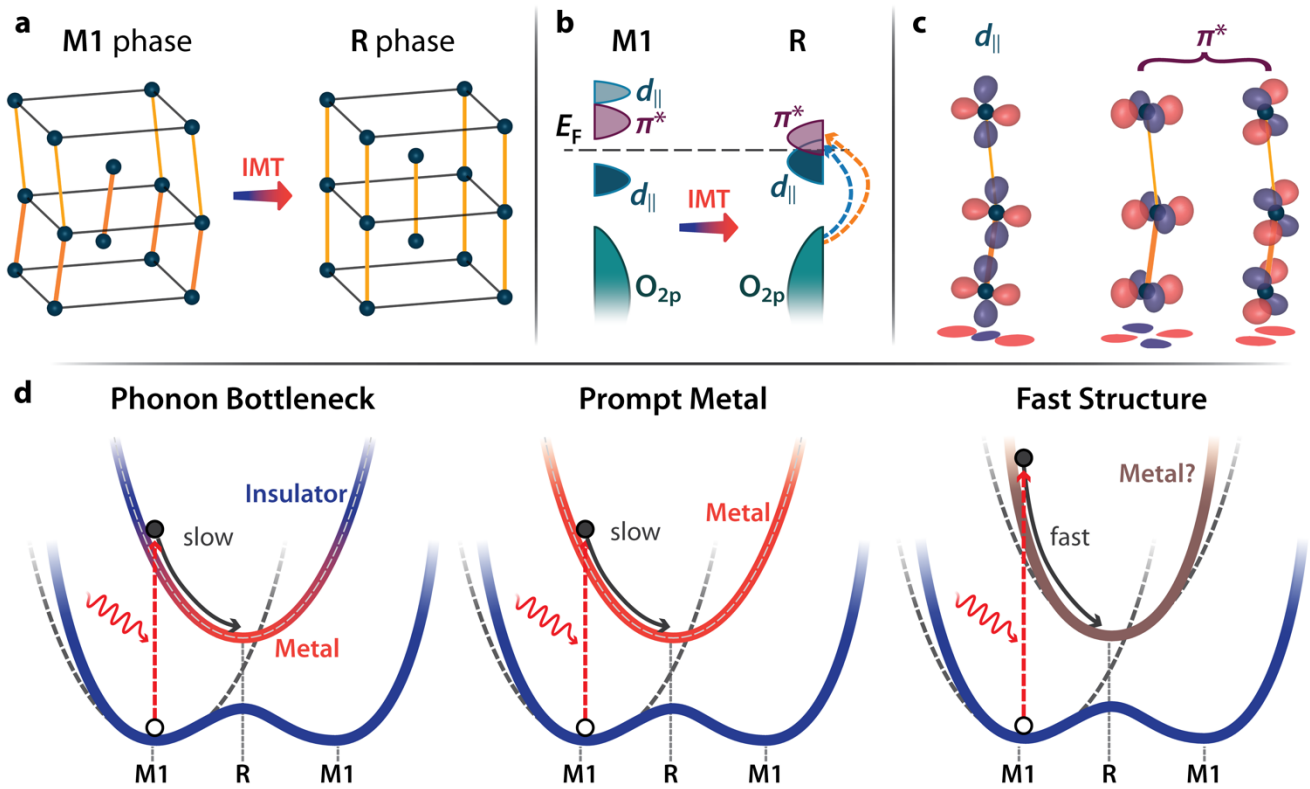 a
M1 phase
R phase
IMT
b
M1
R
d||
π*
EF
d||
IMT
O2p
π*
d||
O2p
c
d||
π*
d
Phonon Bottleneck
Insulator
slow
Metal
M1
R
M1
Prompt Metal
Metal
slow
M1
R
M1
Fast Structure
Metal?
fast
M1
R
M1